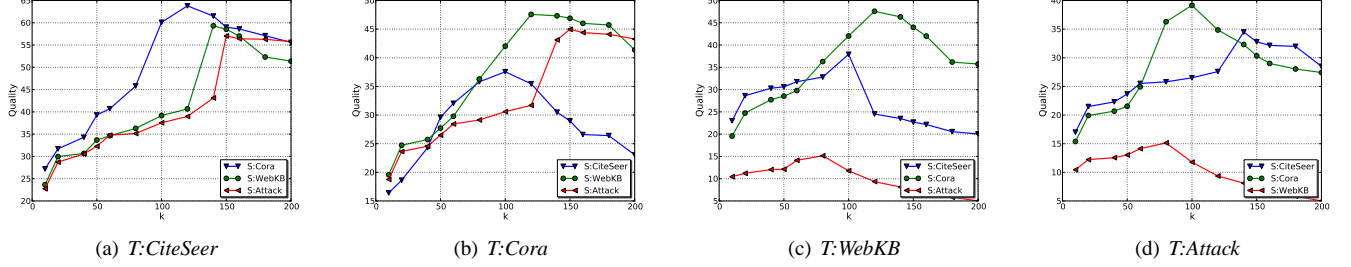 65
60
55
50
45
40
35
30
25
20
0 50 100 150 200
Quality
k
S:Cora
S:WebKB
S:Attack
(a) T:CiteSeer
50
45
40
35
30
25
20
15
0 50 100 150 200
Quality
k
S:CiteSeer
S:WebKB
S:Attack
(b) T:Cora
50
45
40
35
30
25
20
15
10
5
0 50 100 150 200
Quality
k
S:CiteSeer
S:Cora
S:Attack
(c) T:WebKB
40
35
30
25
20
15
10
5
0 50 100 150 200
Quality
k
S:CiteSeer
S:Cora
S:WebKB
(d) T:Attack